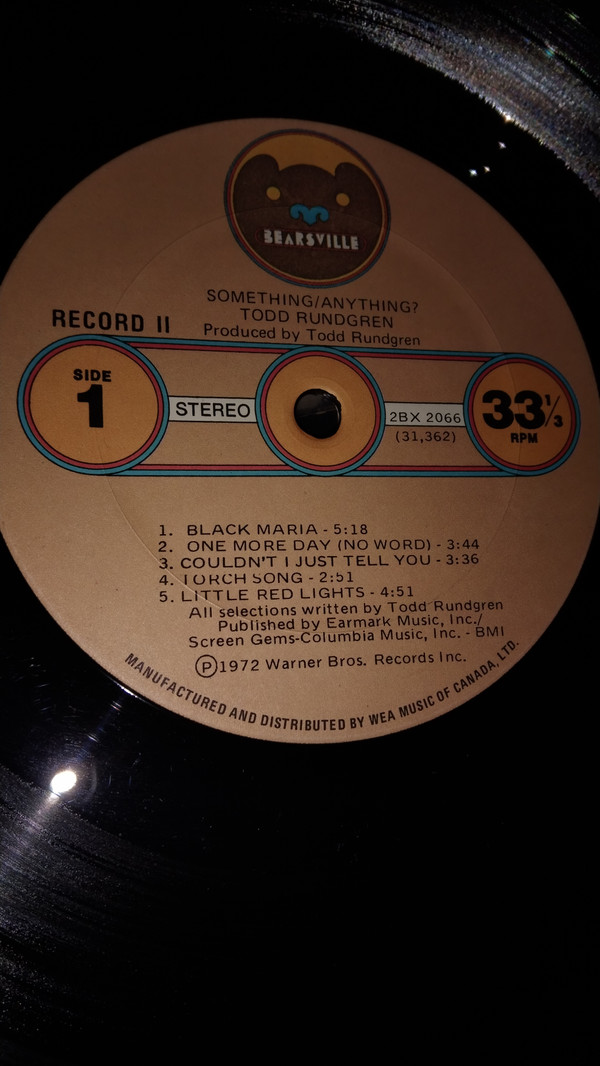 BEARSVILLE
SOMETHING/ANYTHING?
TODD RUNDGREN
RECORD II
Produced by Todd Rundgren
SIDE
1
STEREO
2BX 2066
(31,362)
33⅓
RPM
1. BLACK MARIA - 5:18
2. ONE MORE DAY (NO WORD) - 3:44
3. COULDN'T I JUST TELL YOU - 3:36
4. TORCH SONG - 2:51
5. LITTLE RED LIGHTS - 4:51
All selections written by Todd Rundgren
Published by Earmark Music, Inc./
Screen Gems-Columbia Music, Inc. - BMI
℗1972 Warner Bros. Records Inc.
MANUFACTURED AND DISTRIBUTED BY WEA MUSIC OF CANADA, LTD.